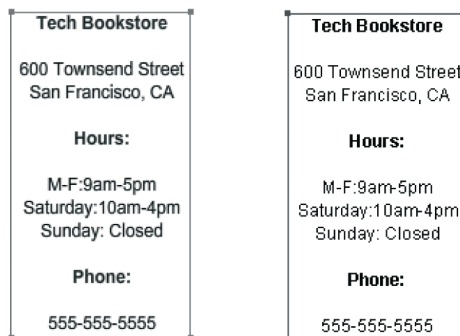 Tech Bookstore
600 Townsend Street
San Francisco, CA
Hours:
M-F:9am-5pm
Saturday:10am-4pm
Sunday: Closed
Phone:
555-555-5555
Tech Bookstore
600 Townsend Street
San Francisco, CA
Hours:
M-F:9am-5pm
Saturday:10am-4pm
Sunday: Closed
Phone:
555-555-5555